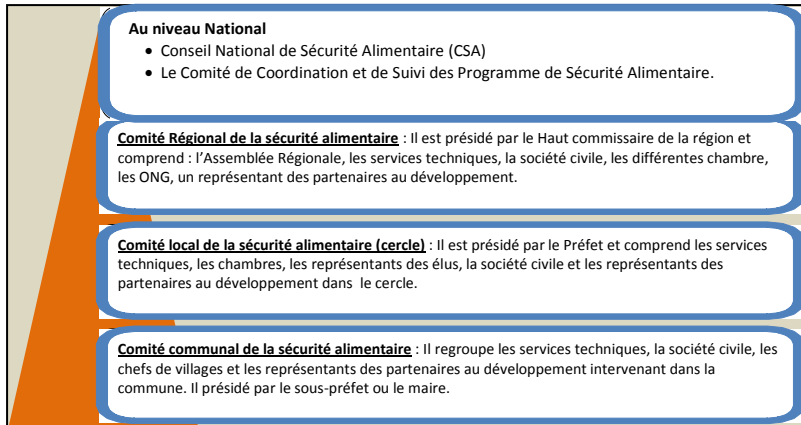 Au niveau National
• Conseil National de Sécurité Alimentaire (CSA)
• Le Comité de Coordination et de Suivi des Programme de Sécurité Alimentaire.
Comité Régional de la sécurité alimentaire : Il est présidé par le Haut commissaire de la région et
comprend : l’Assemblée Régionale, les services techniques, la société civile, les différentes chambre,
les ONG, un représentant des partenaires au développement.
Comité local de la sécurité alimentaire (cercle) : Il est présidé par le Préfet et comprend les services
techniques, les chambres, les représentants des élus, la société civile et les représentants des
partenaires au développement dans le cercle.
Comité communal de la sécurité alimentaire : Il regroupe les services techniques, la société civile, les
chefs de villages et les représentants des partenaires au développement intervenant dans la
commune. Il présidé par le sous-préfet ou le maire.